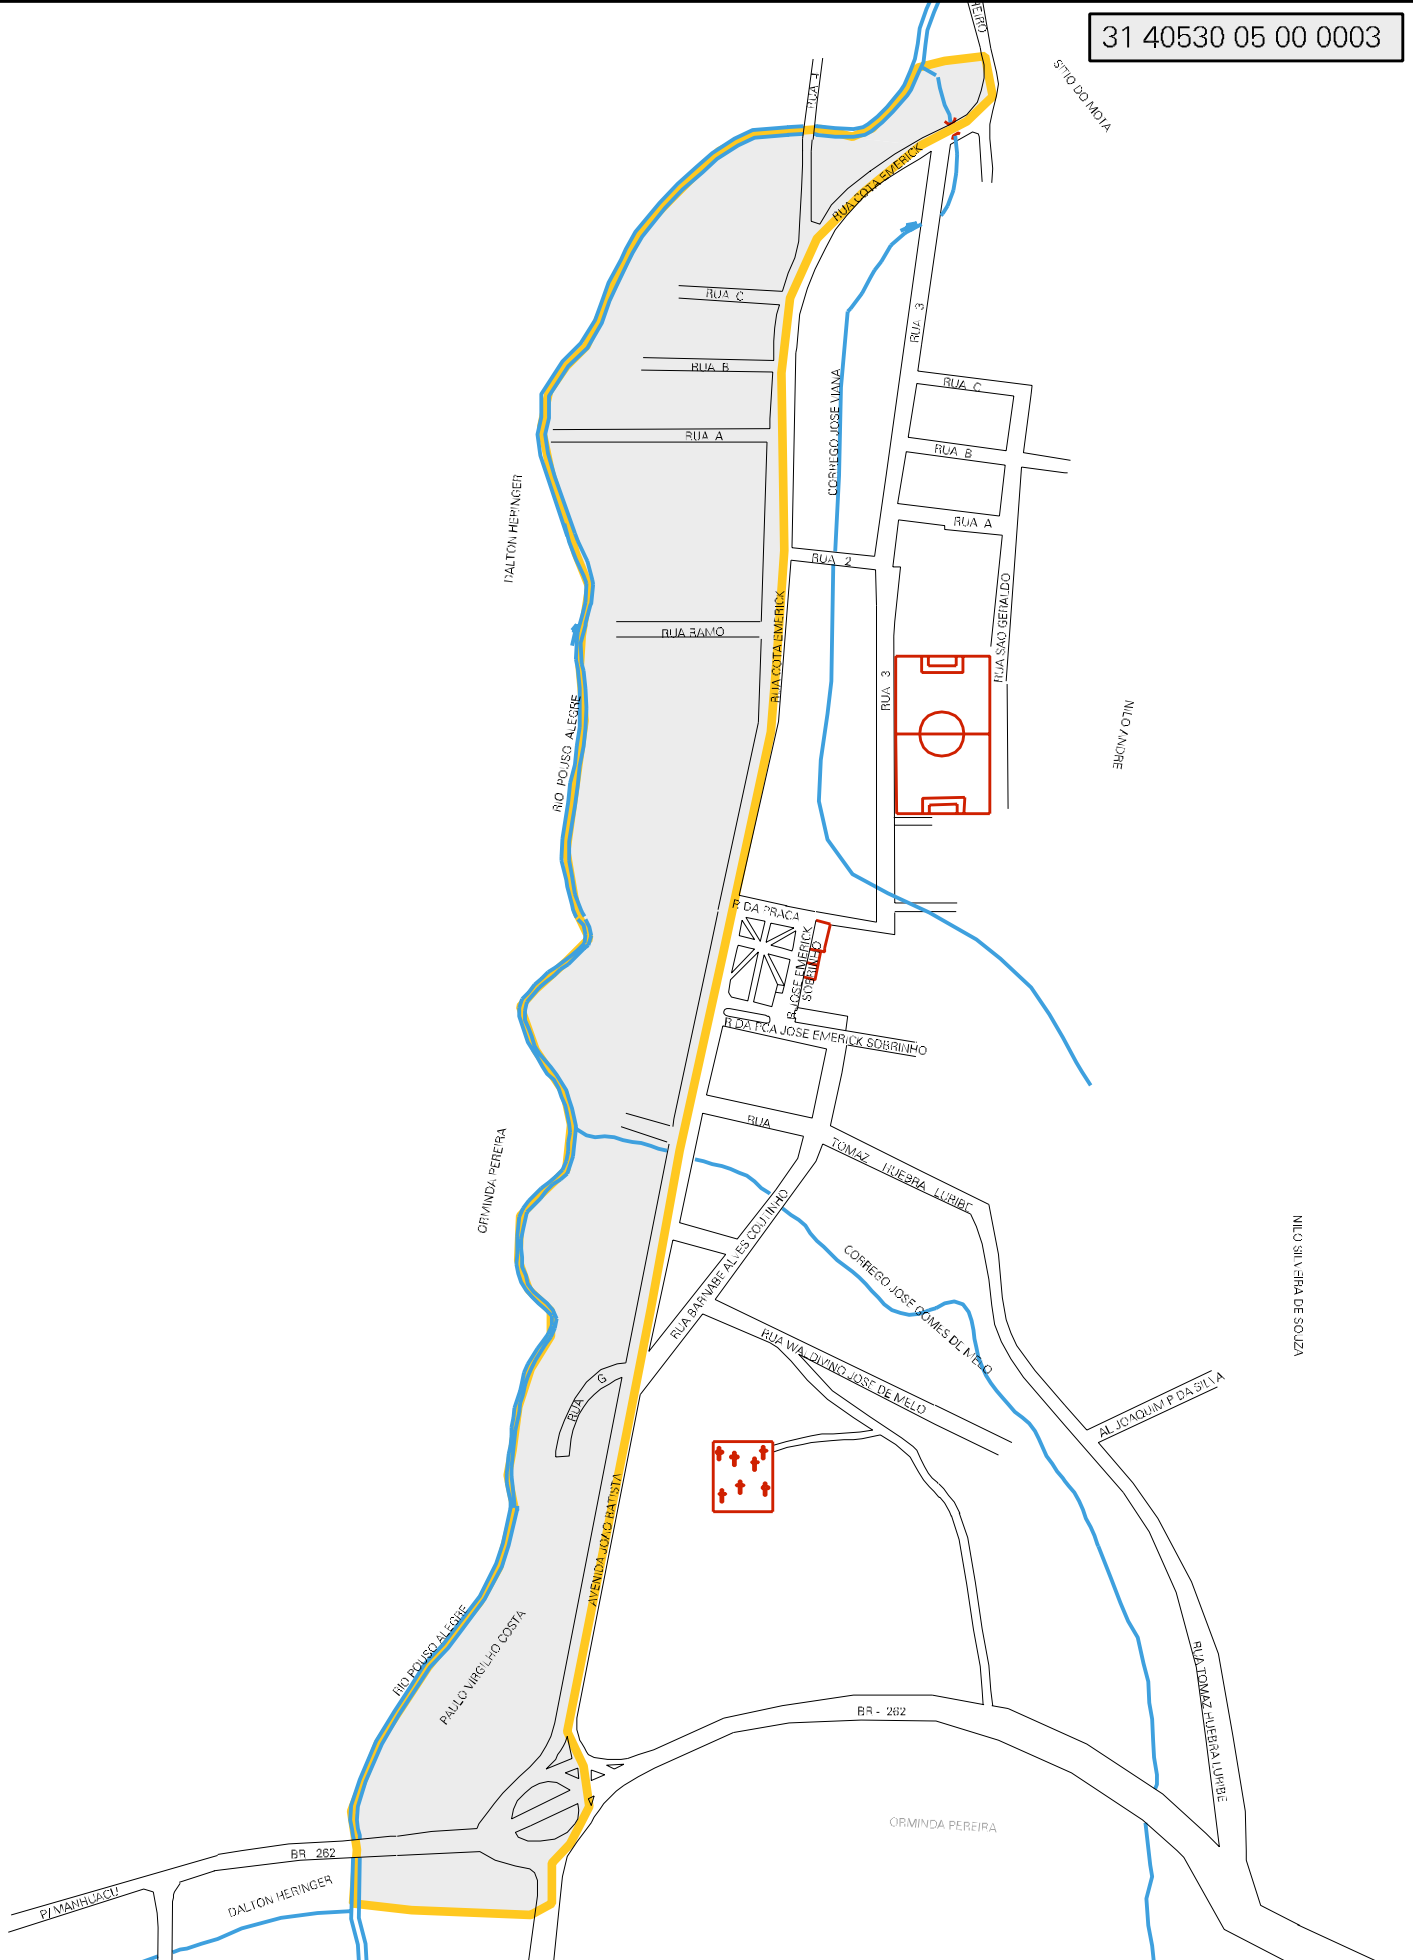 31 40530 05 00 0003
SITIO DO MOTA
RUA COTA EMERICK
RUA C
RUA B
RUA A
RUA 3
CORREGO JOSE VIANA
RUA C
RUA B
RUA A
DALTON HERINGER
RUA 2
RUA RAMO
RUA COTA EMERICK
RUA SAO GERALDO
RUA 3
NILO ANDRE
RIO POUSO ALEGRE
R DA PRACA
R JOSE EMERICK
SOBRINHO
R DA PCA JOSE EMERICK SOBRINHO
RUA
TOMAZ HUEBRA LURIBE
ORMINDA PEREIRA
RUA BARNABE ALVES COUTINHO
CORREGO JOSE GOMES DE MELO
NILO SILVEIRA DE SOUZA
RUA WALDIVINO JOSE DE MELO
RUA G
AL JOAQUIM P DA SILVA
AVENIDA JOAO BATISTA
RIO POUSO ALEGRE
PAULO VIRGILHO COSTA
RUA TOMAZ HUEBRA LURIBE
BR - 262
ORMINDA PEREIRA
BR 262
P/ MANHUACU
DALTON HERINGER